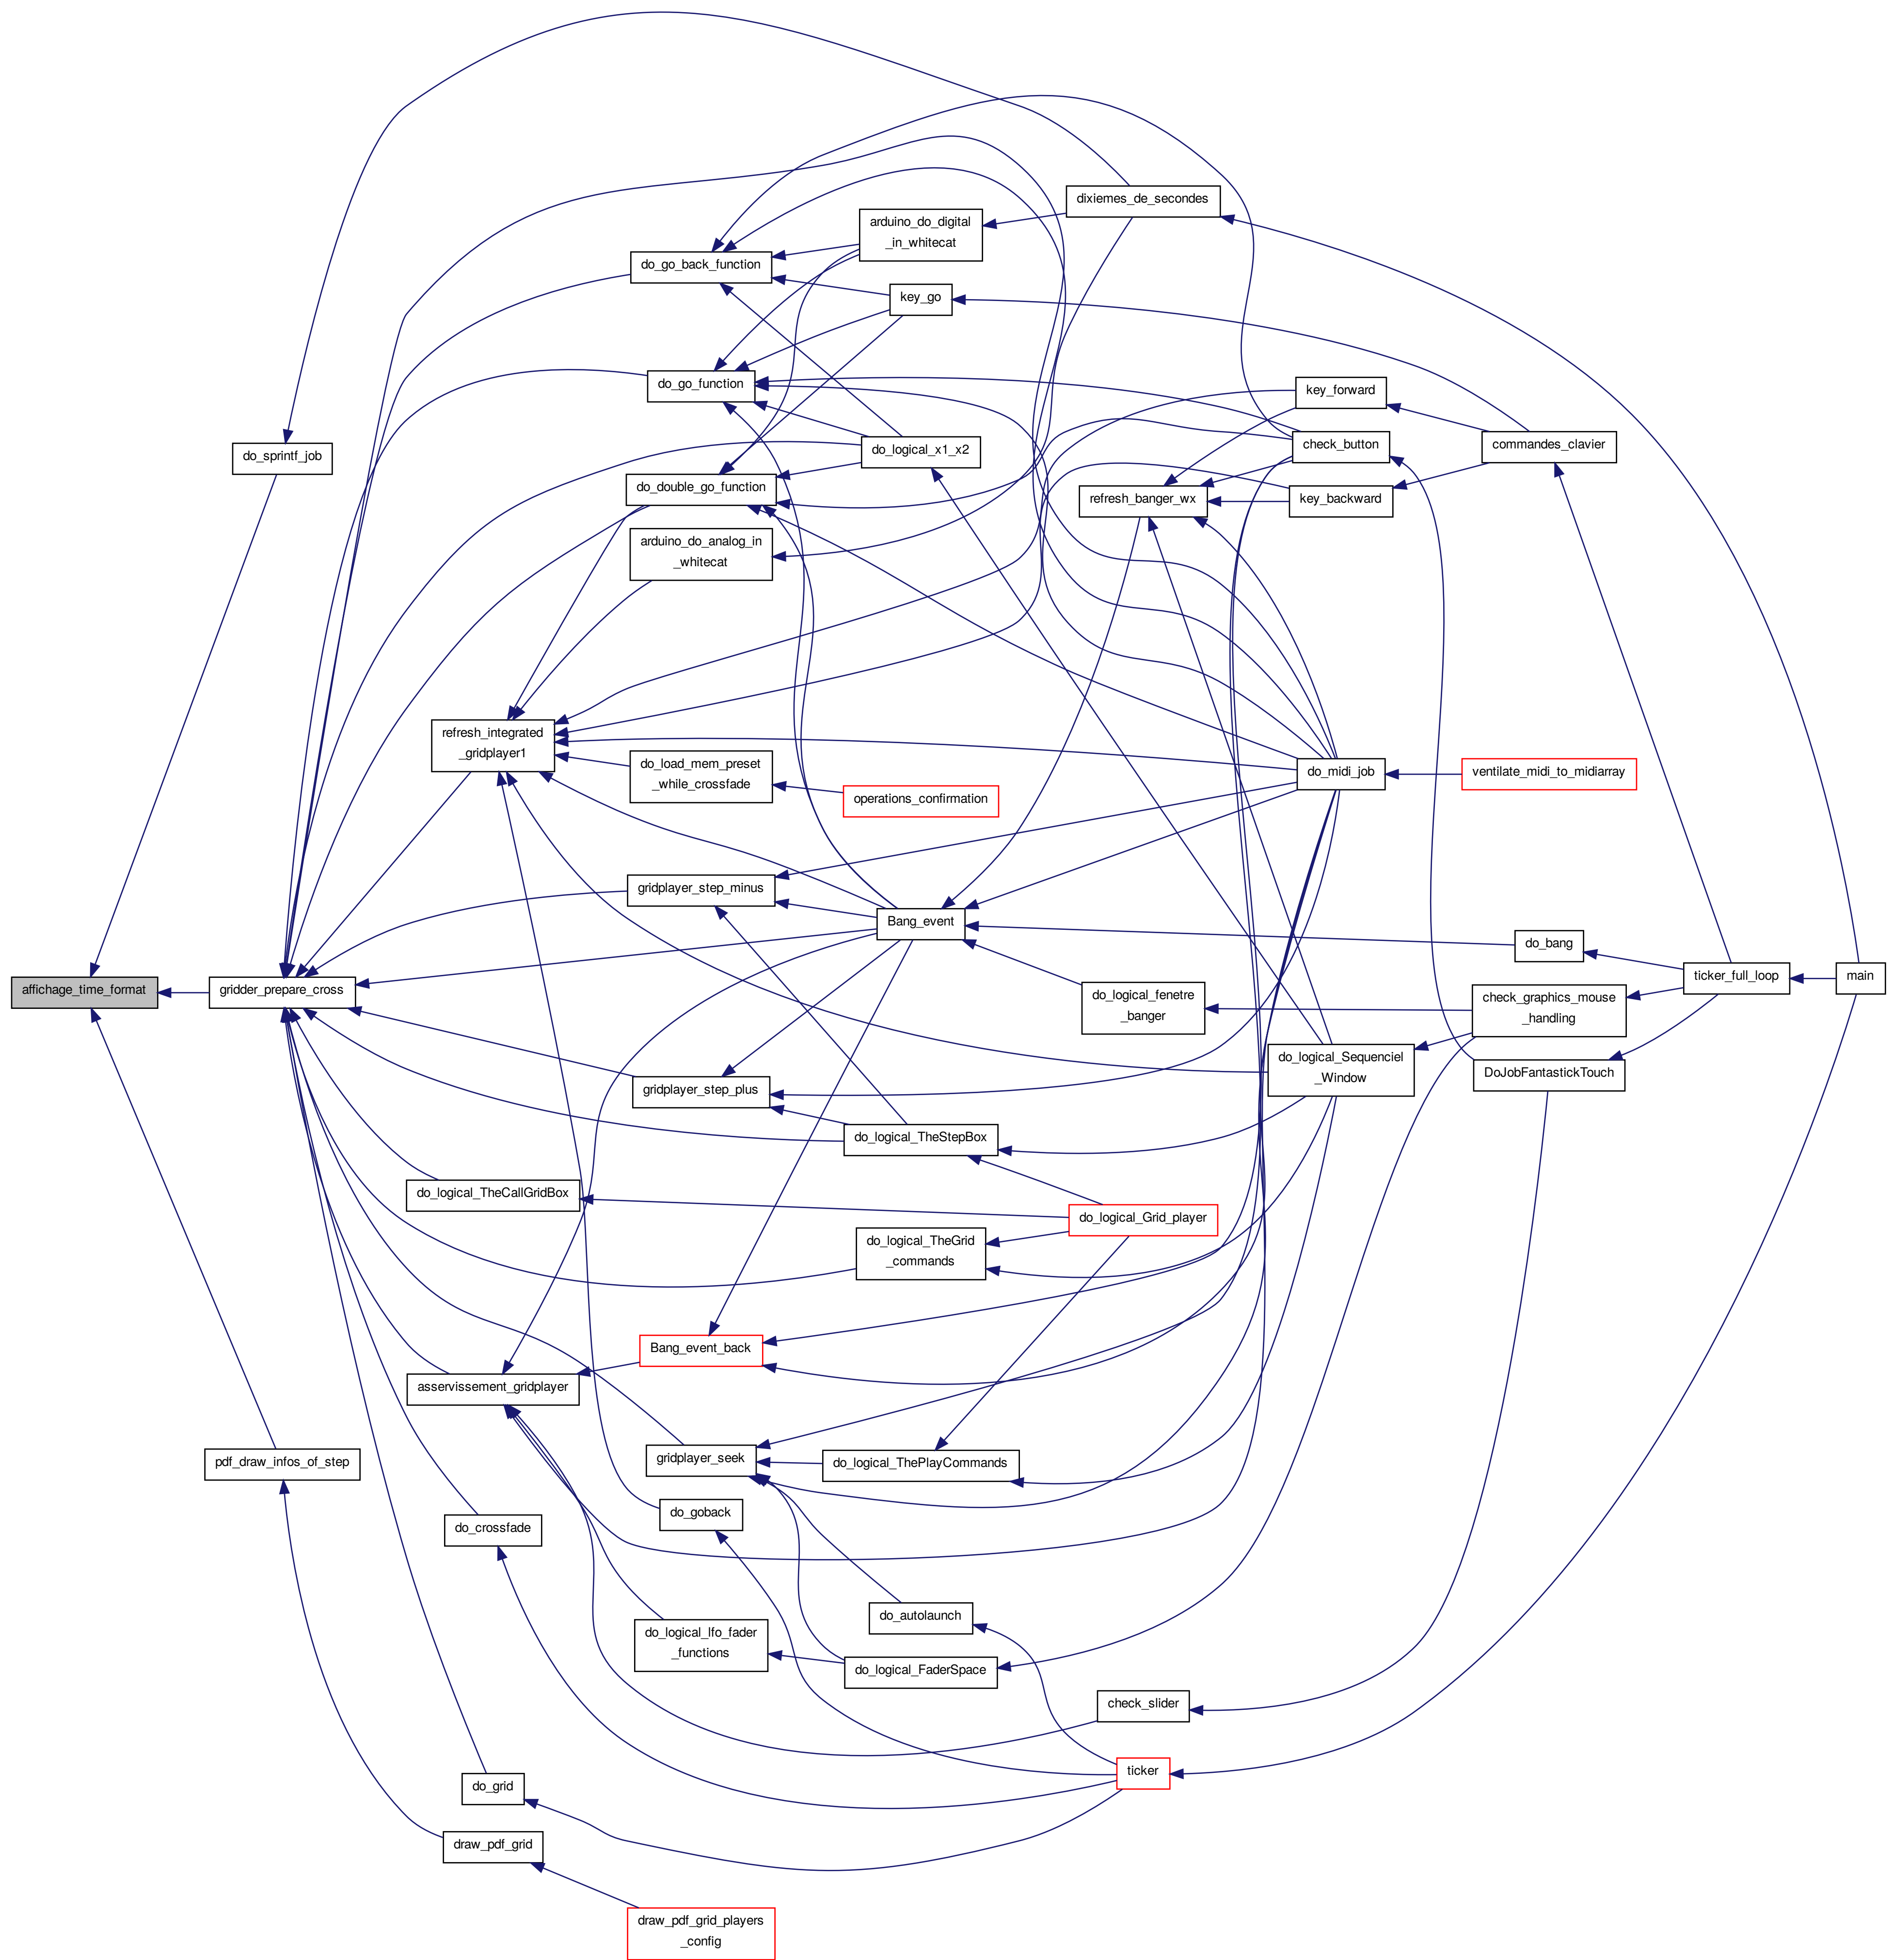 dixiemes_de_secondes
arduino_do_digital
_in_whitecat
do_go_back_function
key_go
do_go_function
key_forward
do_sprintf_job
do_logical_x1_x2
check_button
commandes_clavier
do_double_go_function
refresh_banger_wx
key_backward
arduino_do_analog_in
_whitecat
refresh_integrated
_gridplayer1
do_load_mem_preset
_while_crossfade
do_midi_job
ventilate_midi_to_midiarray
operations_confirmation
gridplayer_step_minus
Bang_event
do_bang
affichage_time_format
gridder_prepare_cross
ticker_full_loop
main
do_logical_fenetre
_banger
check_graphics_mouse
_handling
do_logical_Sequenciel
_Window
DoJobFantastickTouch
gridplayer_step_plus
do_logical_TheStepBox
do_logical_TheCallGridBox
do_logical_Grid_player
do_logical_TheGrid
_commands
Bang_event_back
asservissement_gridplayer
pdf_draw_infos_of_step
gridplayer_seek
do_logical_ThePlayCommands
do_goback
do_crossfade
do_autolaunch
do_logical_lfo_fader
_functions
do_logical_FaderSpace
check_slider
ticker
do_grid
draw_pdf_grid
draw_pdf_grid_players
_config